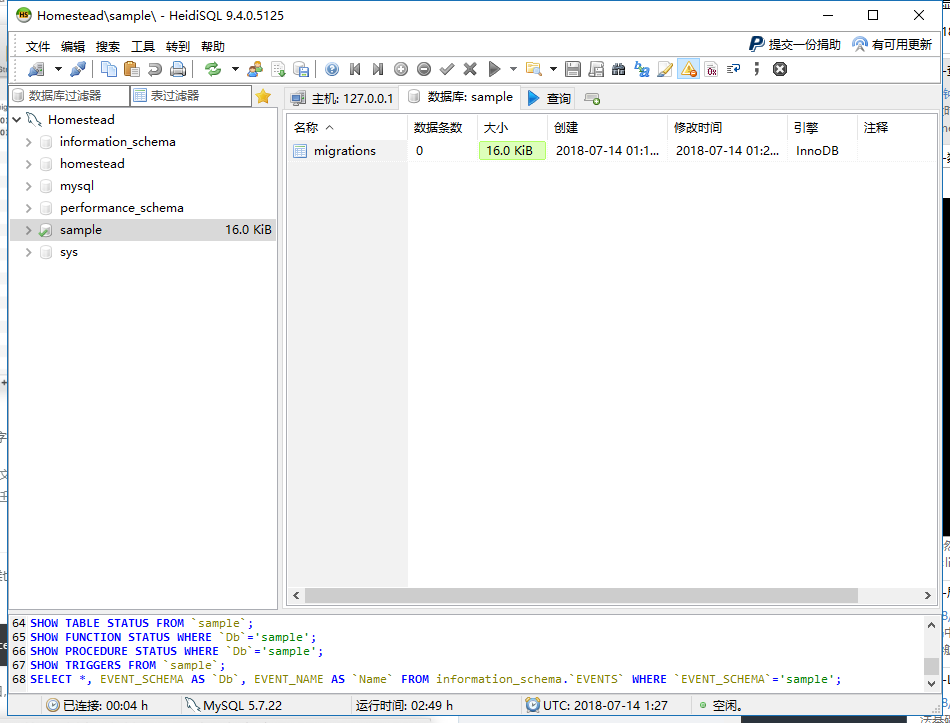 Homestead\sample\ - HeidiSQL 9.4.0.5125
文件 编辑 搜索 工具 转到 帮助
提交一份捐助 有可用更新
数据库过滤器 表过滤器
主机: 127.0.0.1 数据库: sample 查询
Homestead
information_schema
homestead
mysql
performance_schema
sample 16.0 KiB
sys
名称 数据条数 大小 创建 修改时间 引擎 注释
migrations 0 16.0 KiB 2018-07-14 01:1... 2018-07-14 01:2... InnoDB
64 SHOW TABLE STATUS FROM `sample`;
65 SHOW FUNCTION STATUS WHERE `Db`='sample';
66 SHOW PROCEDURE STATUS WHERE `Db`='sample';
67 SHOW TRIGGERS FROM `sample`;
68 SELECT *, EVENT_SCHEMA AS `Db`, EVENT_NAME AS `Name` FROM information_schema.`EVENTS` WHERE `EVENT_SCHEMA`='sample';
已连接: 00:04 h MySQL 5.7.22 运行时间: 02:49 h UTC: 2018-07-14 1:27 空闲。